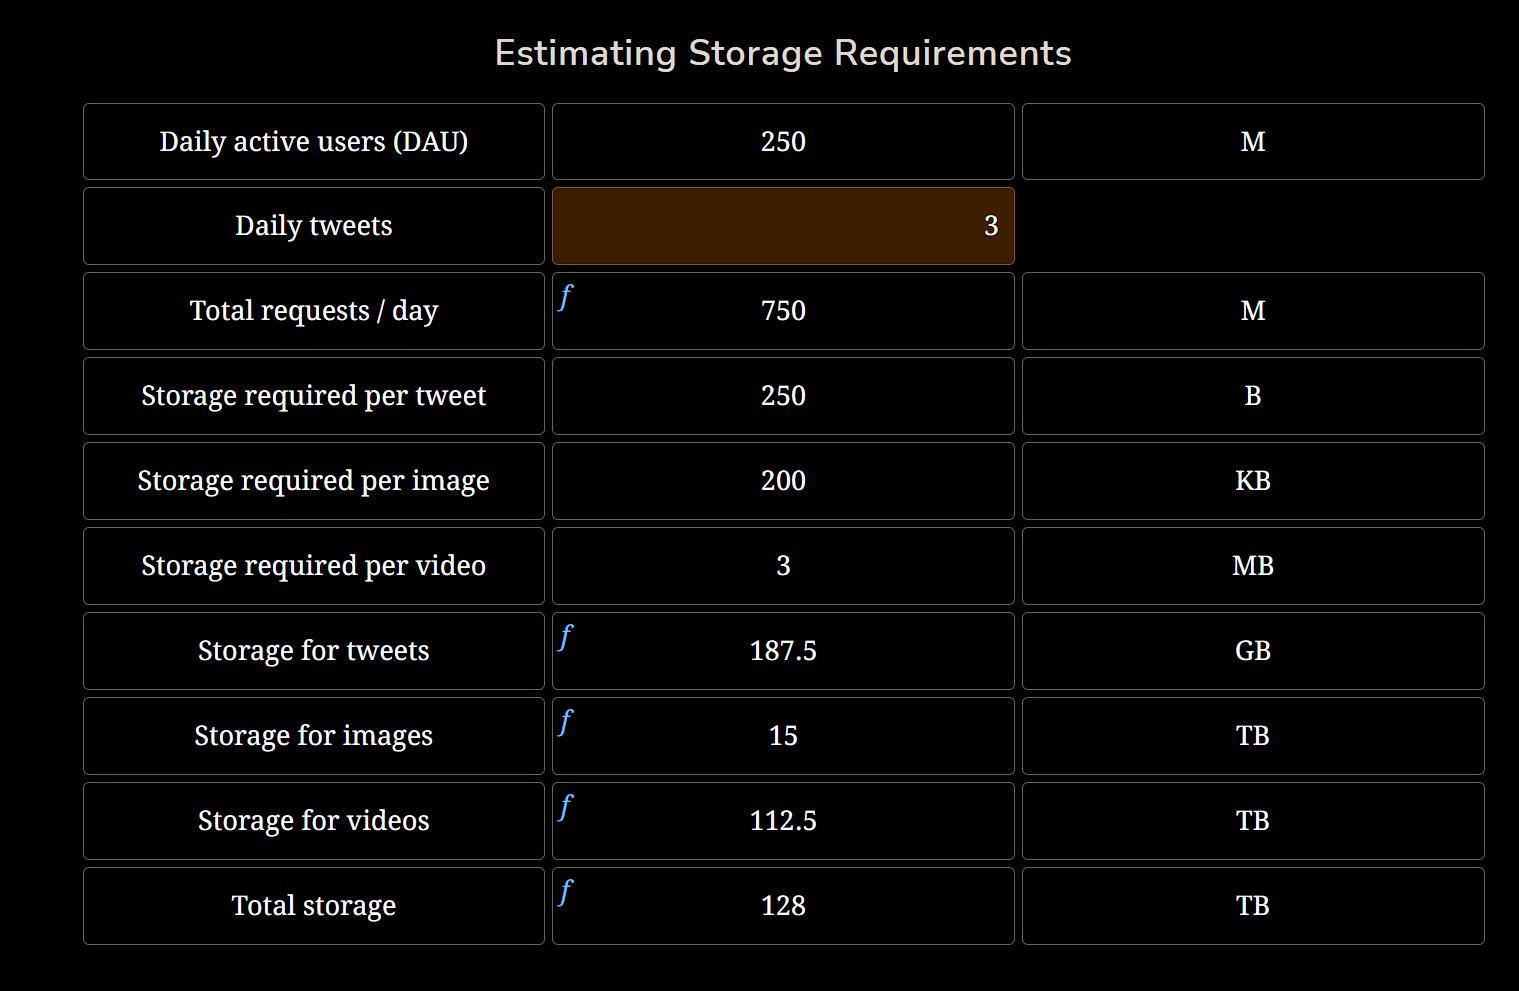 Estimating Storage Requirements
Daily active users (DAU) 250 M
Daily tweets 3
Total requests / day f 750 M
Storage required per tweet 250 B
Storage required per image 200 KB
Storage required per video 3 MB
Storage for tweets f 187.5 GB
Storage for images f 15 TB
Storage for videos f 112.5 TB
Total storage f 128 TB